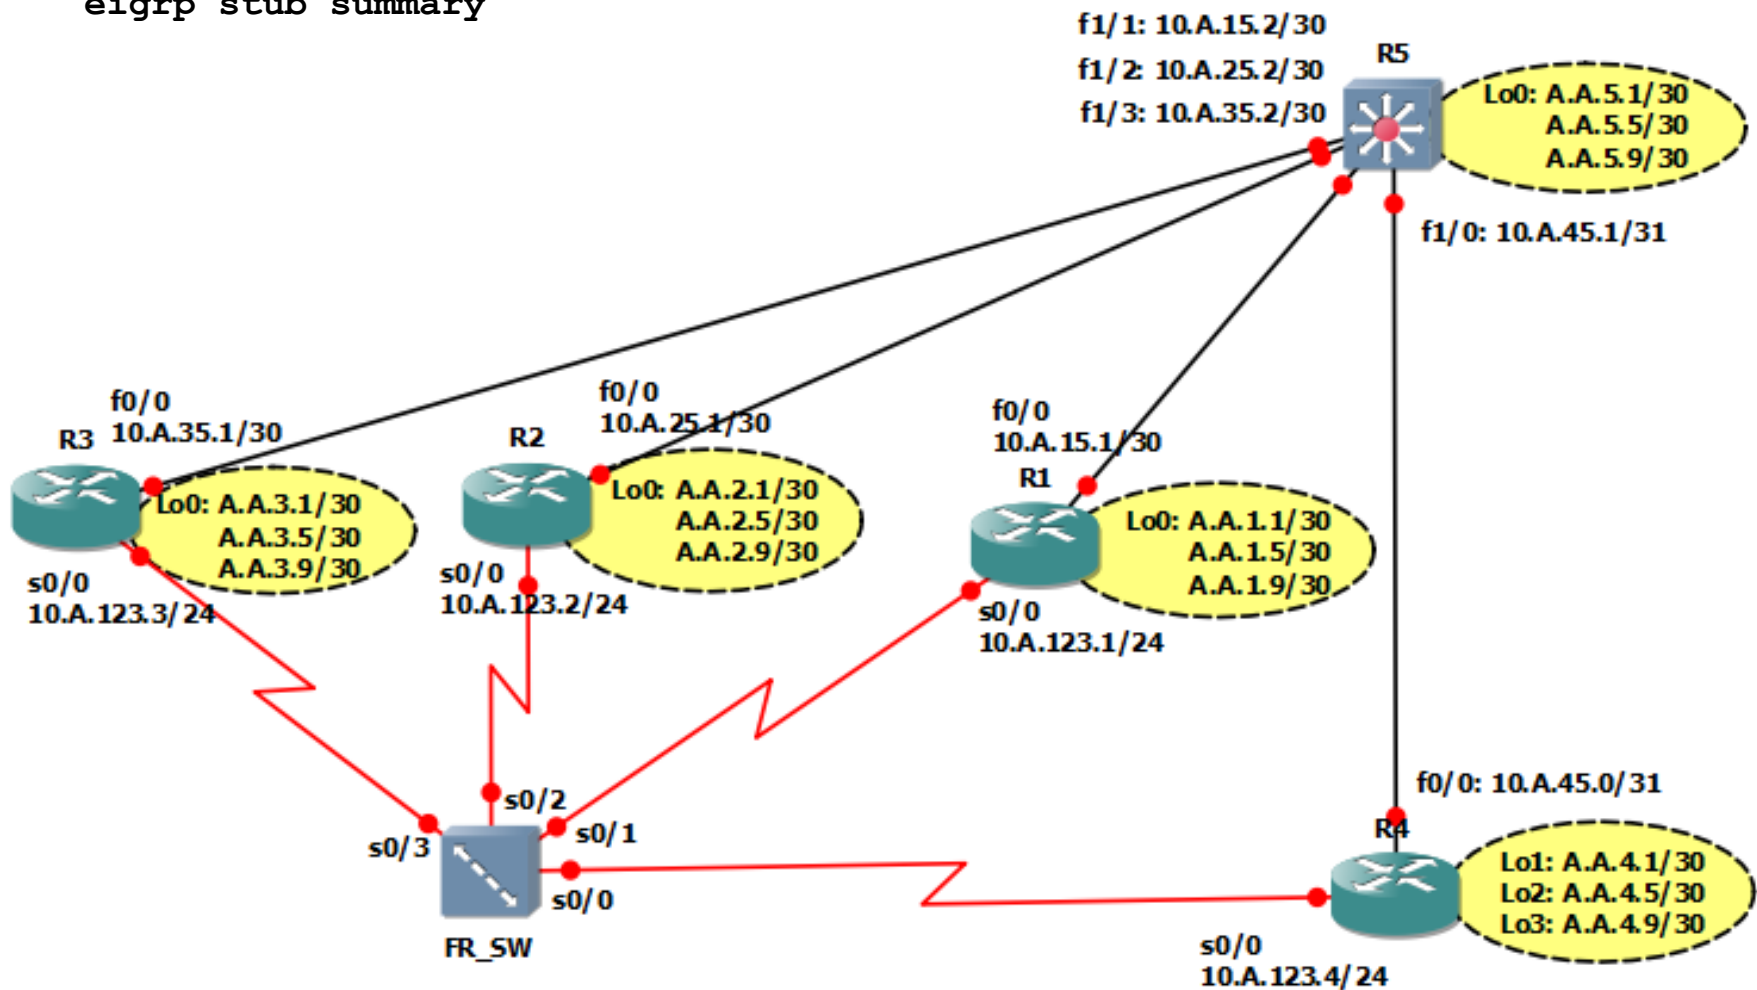 eigrp stub summary
f1/1: 10.A.15.2/30
f1/2: 10.A.25.2/30
f1/3: 10.A.35.2/30
R5
Lo0: A.A.5.1/30
A.A.5.5/30
A.A.5.9/30
f1/0: 10.A.45.1/31
f0/0
10.A.35.1/30
R3
Lo0: A.A.3.1/30
A.A.3.5/30
A.A.3.9/30
s0/0
10.A.123.3/24
f0/0
10.A.25.1/30
R2
Lo0: A.A.2.1/30
A.A.2.5/30
A.A.2.9/30
s0/0
10.A.123.2/24
f0/0
10.A.15.1/30
R1
Lo0: A.A.1.1/30
A.A.1.5/30
A.A.1.9/30
s0/0
10.A.123.1/24
s0/2
s0/1
s0/3
s0/0
FR_SW
f0/0: 10.A.45.0/31
R4
Lo1: A.A.4.1/30
Lo2: A.A.4.5/30
Lo3: A.A.4.9/30
s0/0
10.A.123.4/24